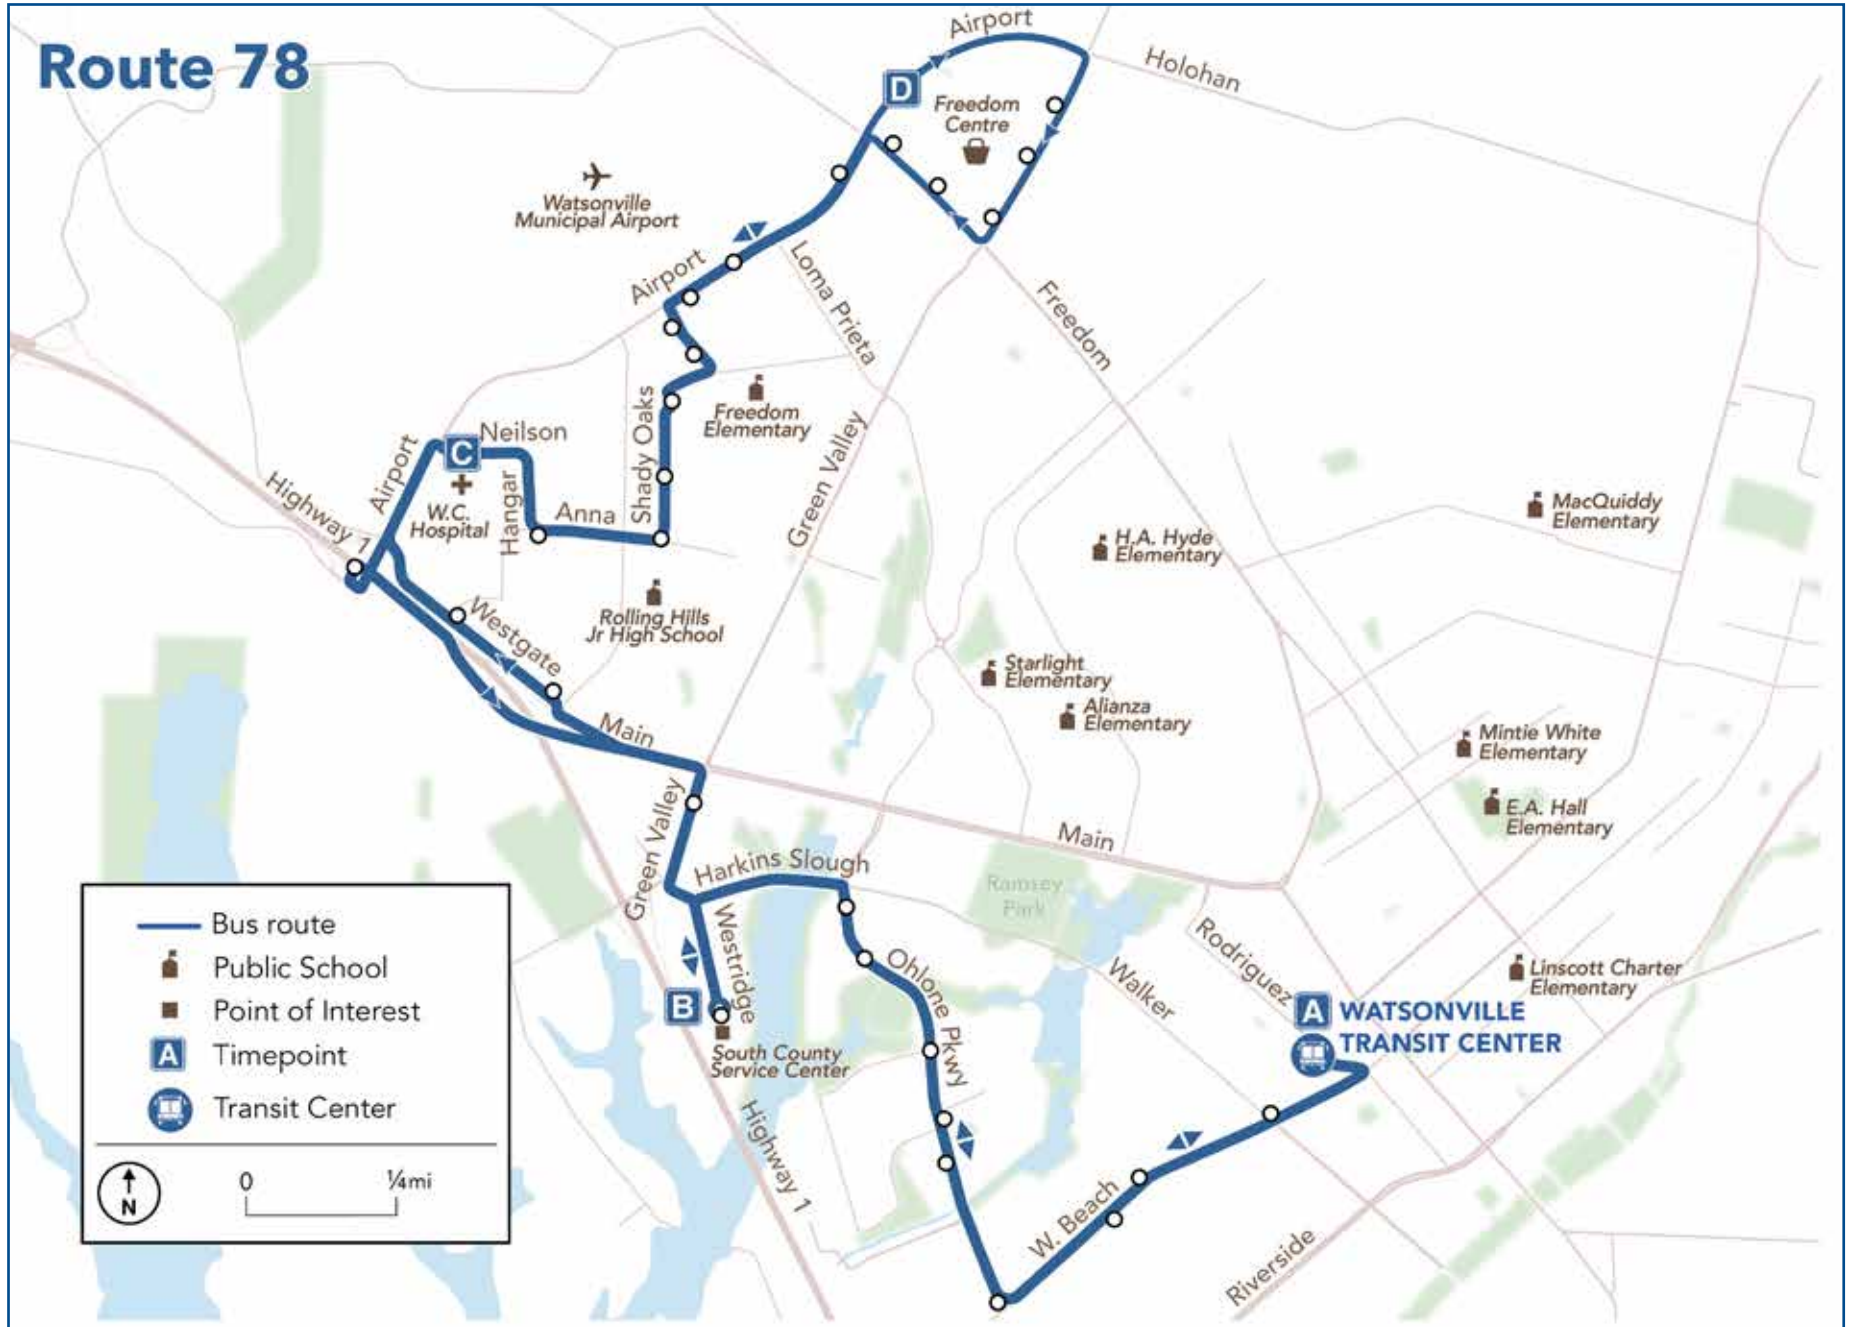 Route 78
Airport
Holohan
D
Freedom
Centre
Watsonville
Municipal Airport
Airport
Loma Prieta
Freedom
Freedom
Elementary
Shady Oaks
Green Valley
Neilson
C
Airport
Highway 1
W.C.
Hospital
Hangar
Anna
MacQuiddy
Elementary
H.A. Hyde
Elementary
Rolling Hills
Jr High School
Westgate
Starlight
Elementary
Alianza
Elementary
Main
Mintie White
Elementary
E.A. Hall
Elementary
Green Valley
Main
Harkins Slough
Ramsey
Park
Westridge
Ohlone Pkwy
Walker
Rodriguez
Linscott Charter
Elementary
A
WATSONVILLE
TRANSIT CENTER
B
South County
Service Center
Highway 1
W. Beach
Riverside
Bus route
Public School
Point of Interest
A Timepoint
Transit Center
N
0 ¼mi